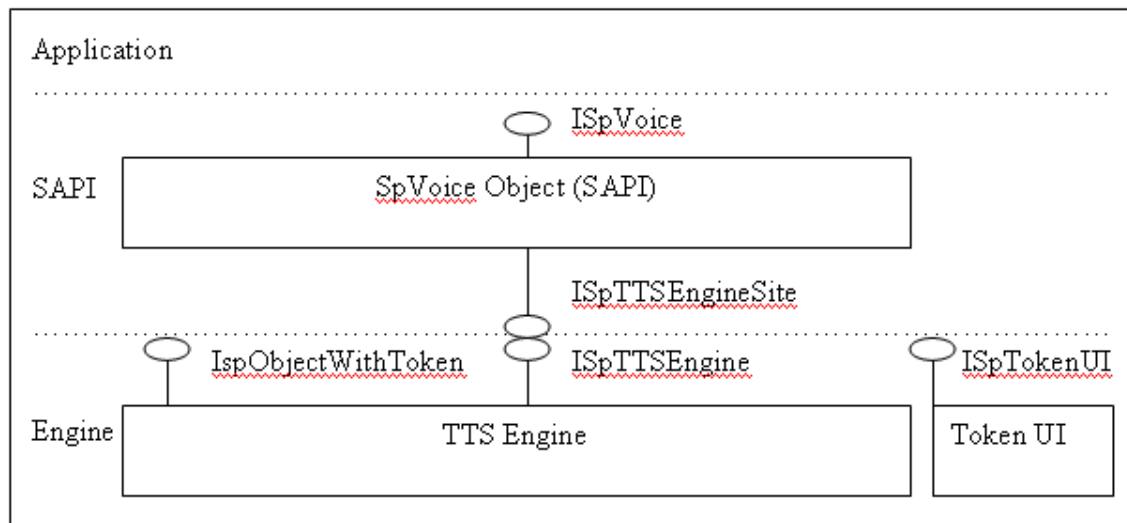 Application
ISpVoice
SAPI
SpVoice Object (SAPI)
ISpTTSEngineSite
IspObjectWithToken
ISpTTSEngine
ISpTokenUI
Engine
TTS Engine
Token UI